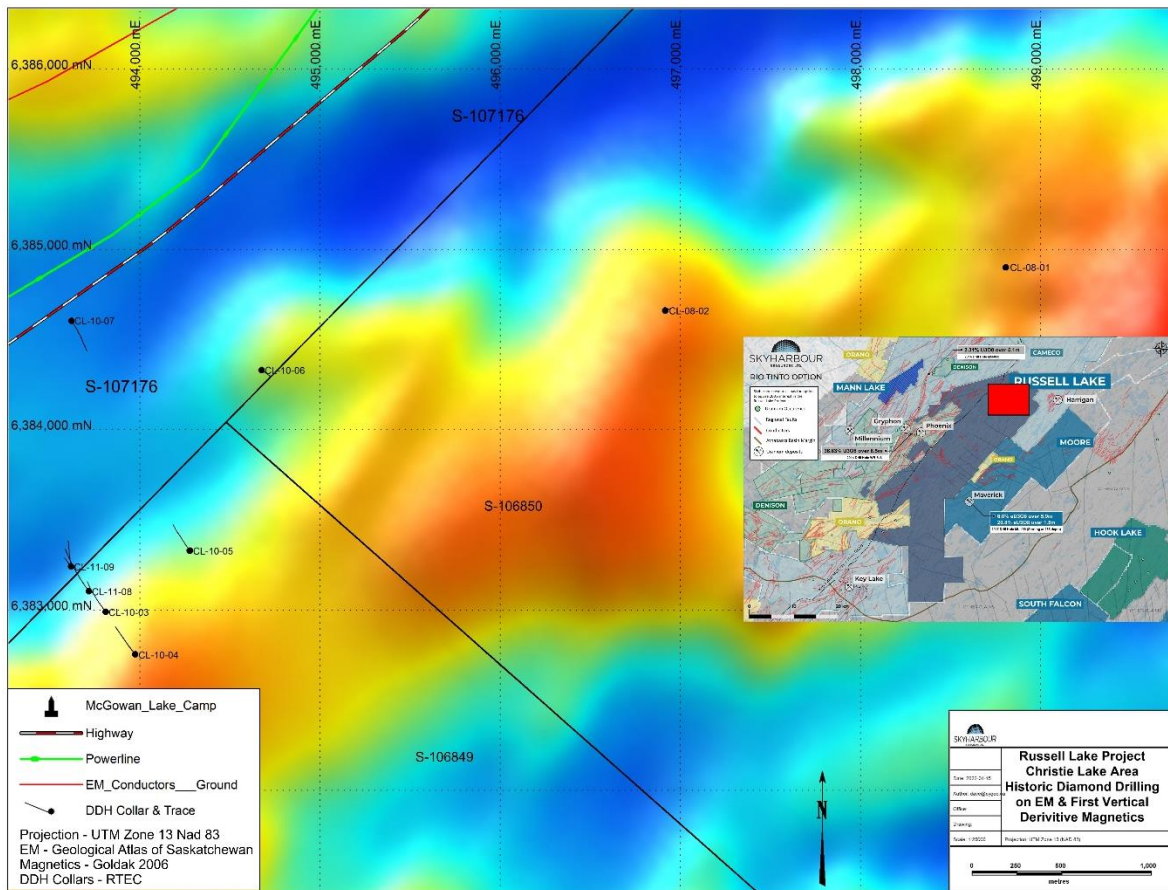 494,000 mE
495,000 mE
496,000 mE
497,000 mE
498,000 mE
499,000 mE
6,386,000 mN
S-107176
6,385,000 mN
CL-08-01
CL-08-02
CL-10-07
CL-10-06
S-107176
6,384,000 mN
S-106850
CL-10-05
CL-11-09
CL-11-08
6,383,000 mN
CL-10-03
CL-10-04
S-106849
SKYHARBOUR
RIO TINTO OPTION
ORANO
CAMECO
DENISON
MANN LAKE
RUSSELL LAKE
Harrigan
Gryphon
Phoenix
Millennium
MOORE
ORANO
Maverick
DENISON
ORANO
HOOK LAKE
Key Lake
SOUTH FALCON
McGowan_Lake_Camp
Highway
Powerline
EM_Conductors___Ground
DDH Collar & Trace
Projection - UTM Zone 13 Nad 83
EM - Geological Atlas of Saskatchewan
Magnetics - Goldak 2006
DDH Collars - RTEC
N
SKYHARBOUR
Russell Lake Project
Christie Lake Area
Historic Diamond Drilling
on EM & First Vertical
Derivitive Magnetics
Office:
Drawing:
0 250 500 1,000
metres